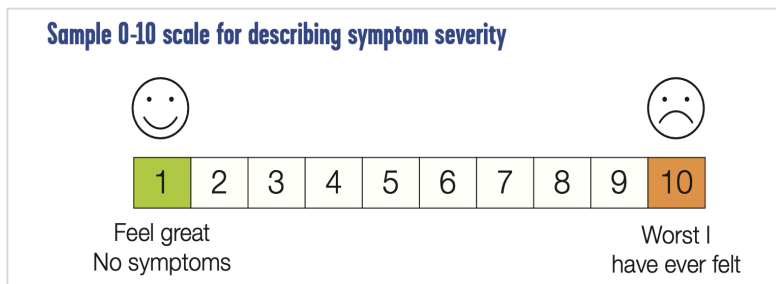 Sample 0-10 scale for describing symptom severity
1 2 3 4 5 6 7 8 9 10
Feel great
No symptoms
Worst I
have ever felt